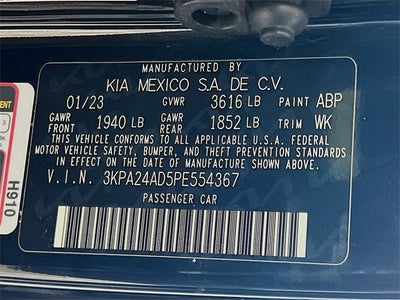 MANUFACTURED BY
KIA MEXICO S.A. DE C.V.
01/23 GVWR 3616 LB PAINT ABP
GAWR FRONT 1940 LB GAWR REAR 1852 LB TRIM WK
THIS VEHICLE CONFORMS TO ALL APPLICABLE U.S.A. FEDERAL
MOTOR VEHICLE SAFETY, BUMPER, AND THEFT PREVENTION STANDARDS
IN EFFECT ON THE DATE OF MANUFACTURE SHOWN ABOVE.
V.I.N. 3KPA24AD5PE554367
PASSENGER CAR
3
H910